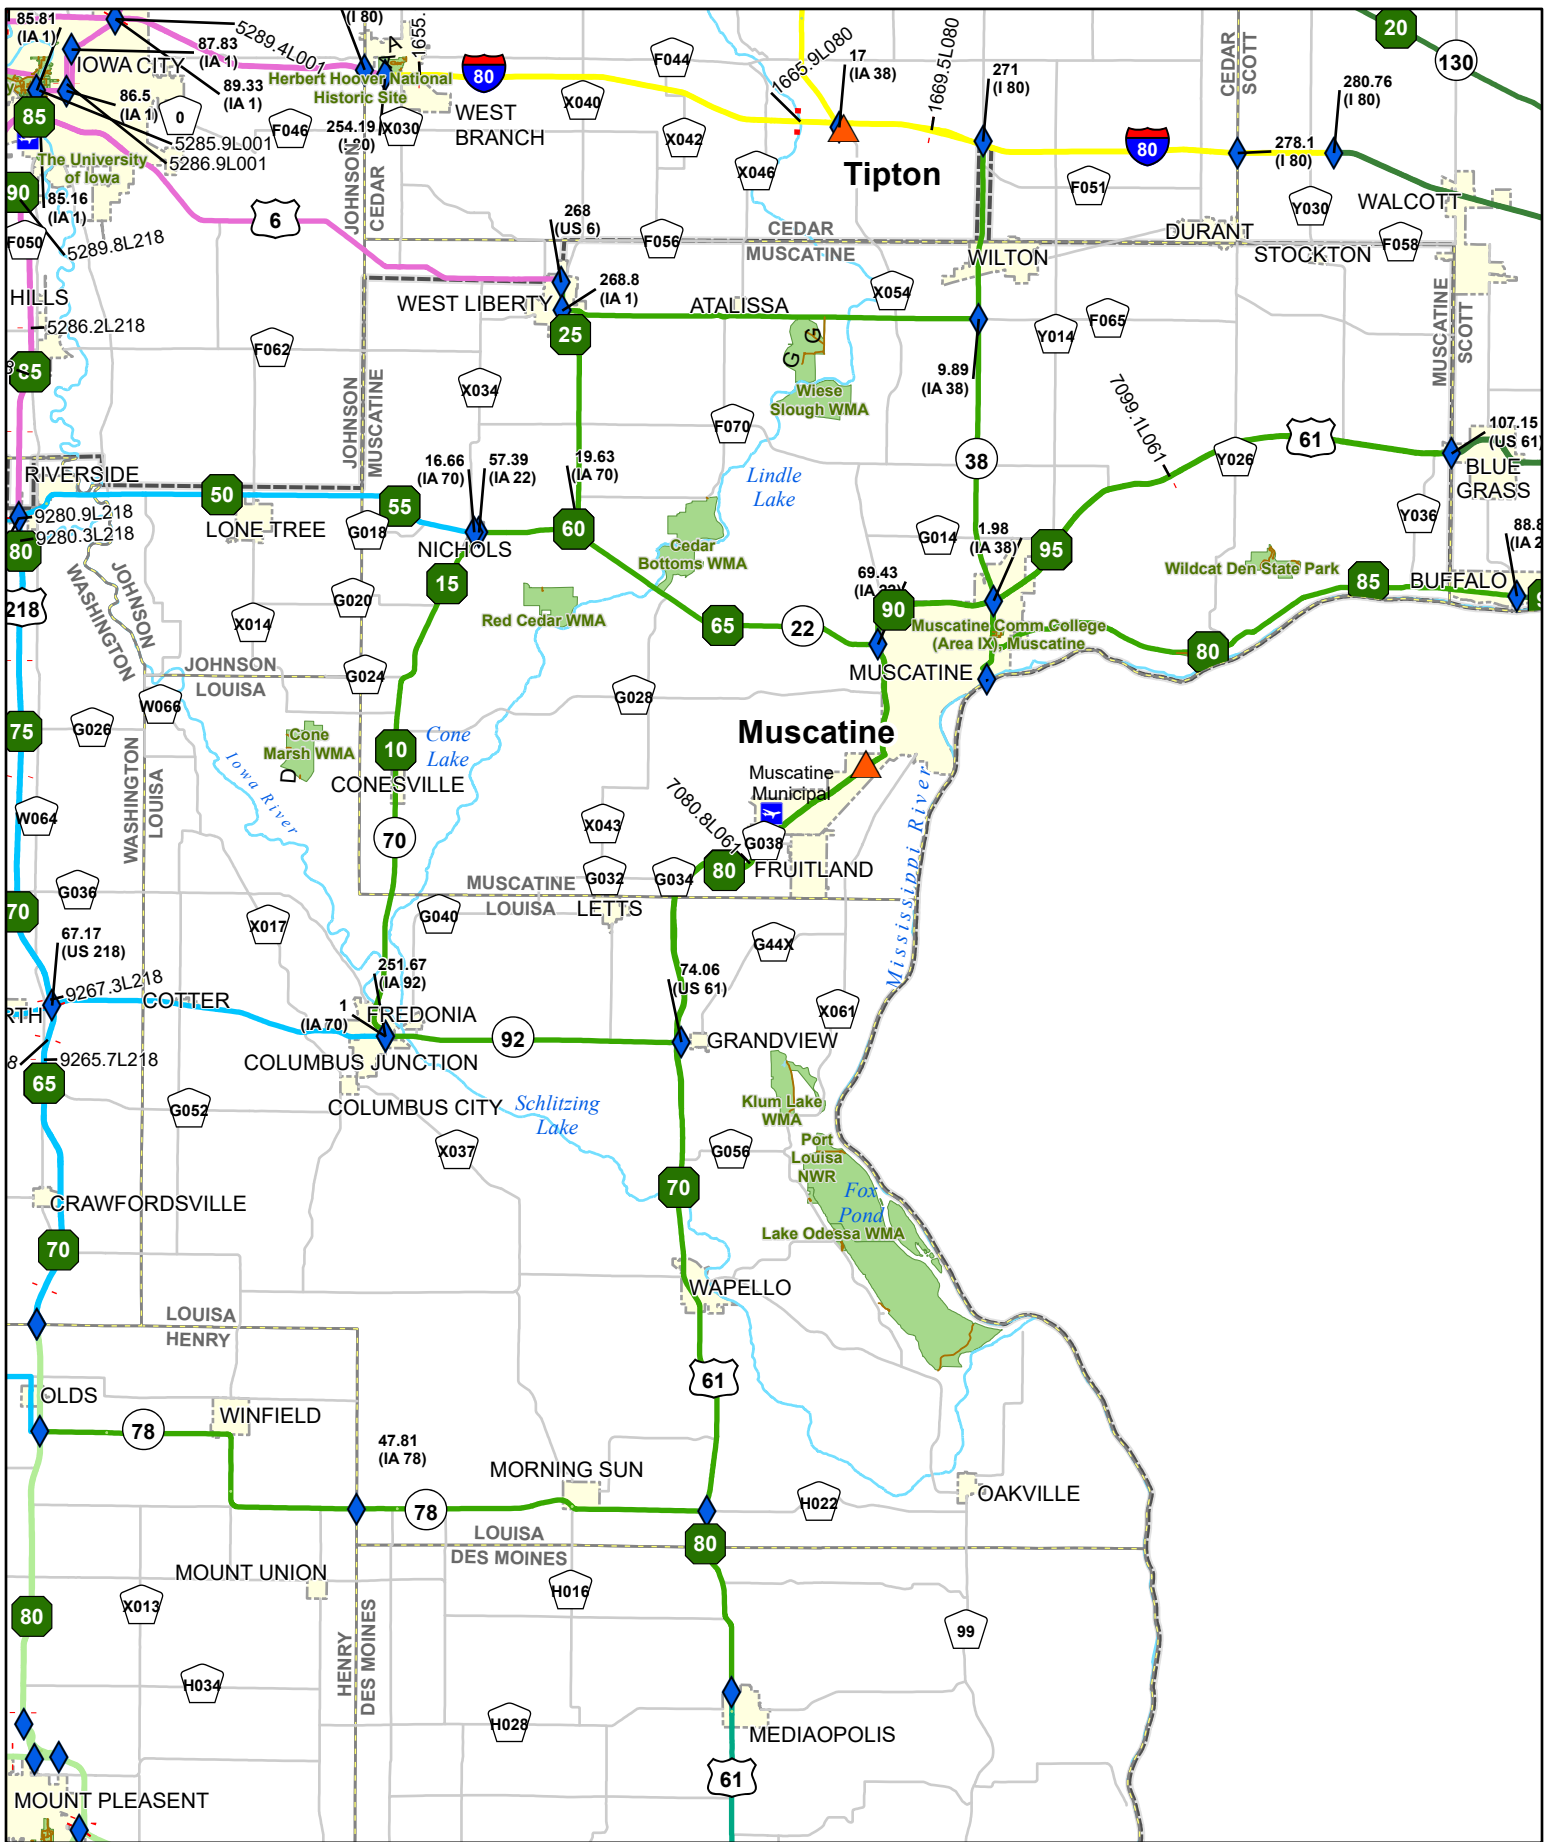 85.81
(IA 1)
87.83
(IA 1)
IOWA CITY
5289.4L001
89.33
(IA 1)
86.5
(IA 1)
5285.9L001
5286.9L001
85
The University
of Iowa
90
85.16
(IA 1)
5289.8L218
F050
0
F046
(I 80)
1655.
A
A
Herbert Hoover National
Historic Site
254.19
X030
80
WEST
BRANCH
F044
X040
X042
X046
1665.9L080
17
(IA 38)
1669.5L080
271
(I 80)
Tipton
CEDAR
SCOTT
20
130
280.76
(I 80)
80
278.1
(I 80)
F051
Y030
WALCOTT
DURANT
STOCKTON
F058
JOHNSON
CEDAR
6
268
(US 6)
F056
CEDAR
MUSCATINE
WILTON
X054
HILLS
5286.2L218
F062
85
WEST LIBERTY
268.8
(IA 1)
25
ATALISSA
G
G
Wiese
Slough WMA
9.89
(IA 38)
Y014
F065
MUSCATINE
SCOTT
JOHNSON
MUSCATINE
X034
F070
7099.1L061
61
Y026
107.15
(US 61)
BLUE
GRASS
RIVERSIDE
50
55
LONE TREE
G018
16.66
(IA 70)
57.39
(IA 22)
NICHOLS
19.63
(IA 70)
60
Lindle
Lake
38
G014
1.98
(IA 38)
95
Y036
9280.9L218
9280.3L218
80
218
WASHINGTON
JOHNSON
X014
G020
15
Red Cedar WMA
Cedar
Bottoms WMA
65
22
69.43
90
Muscatine Comm College
(Area IX), Muscatine
MUSCATINE
Wildcat Den State Park
85
BUFFALO
80
JOHNSON
LOUISA
G024
W066
G026
75
Cone
Marsh WMA
D
10
Cone
Lake
CONESVILLE
Iowa River
G028
Muscatine
Muscatine
Municipal
7080.8L061
G038
80
FRUITLAND
Mississippi River
WASHINGTON
LOUISA
W064
70
X043
G032
G034
MUSCATINE
LOUISA
LETTS
G036
70
X017
G040
G44X
67.17
(US 218)
9267.3L218
COTTER
251.67
(IA 92)
1
(IA 70)
FREDONIA
92
COLUMBUS JUNCTION
COLUMBUS CITY
74.06
(US 61)
GRANDVIEW
X061
9265.7L218
65
G052
X037
Schlitzing
Lake
G056
Klum Lake
WMA
Port
Louisa
NWR
Fox
Pond
Lake Odessa WMA
70
CRAWFORDSVILLE
70
WAPELLO
LOUISA
HENRY
61
OLDS
78
WINFIELD
47.81
(IA 78)
78
MORNING SUN
H022
OAKVILLE
LOUISA
DES MOINES
80
MOUNT UNION
H016
X013
80
99
H034
HENRY
DES MOINES
H028
MEDIAOPOLIS
61
MOUNT PLEASENT